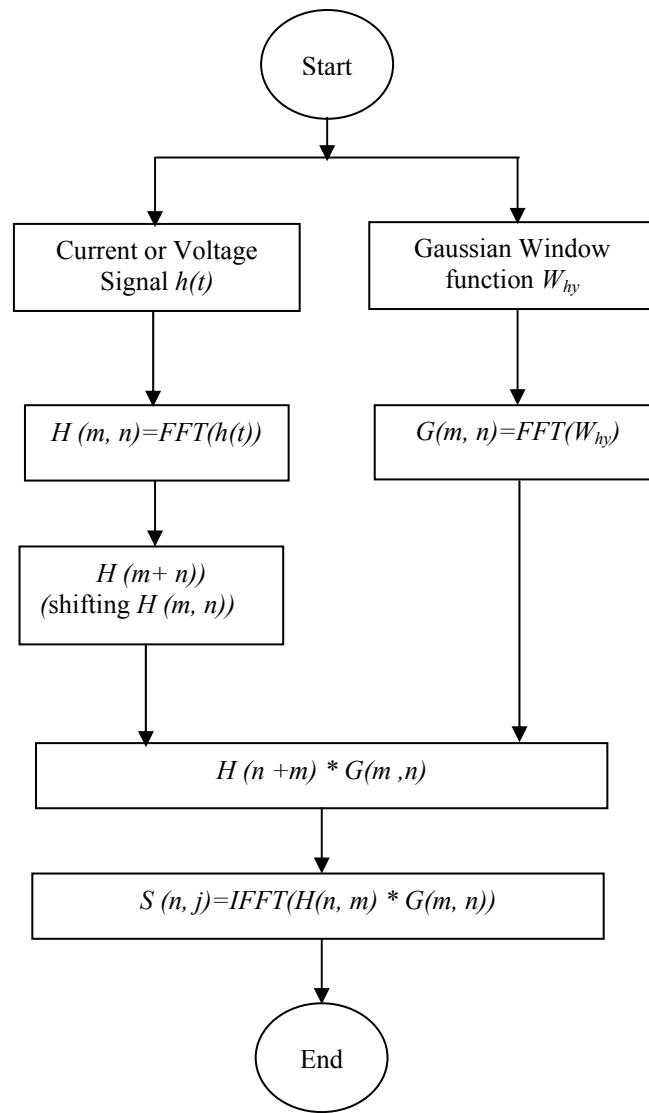 Start
Current or Voltage
Signal h(t)
Gaussian Window
function W_hy
H (m, n)=FFT(h(t))
G(m, n)=FFT(W_hy)
H (m+ n))
(shifting H (m, n))
H (n +m) * G(m ,n)
S (n, j)=IFFT(H(n, m) * G(m, n))
End